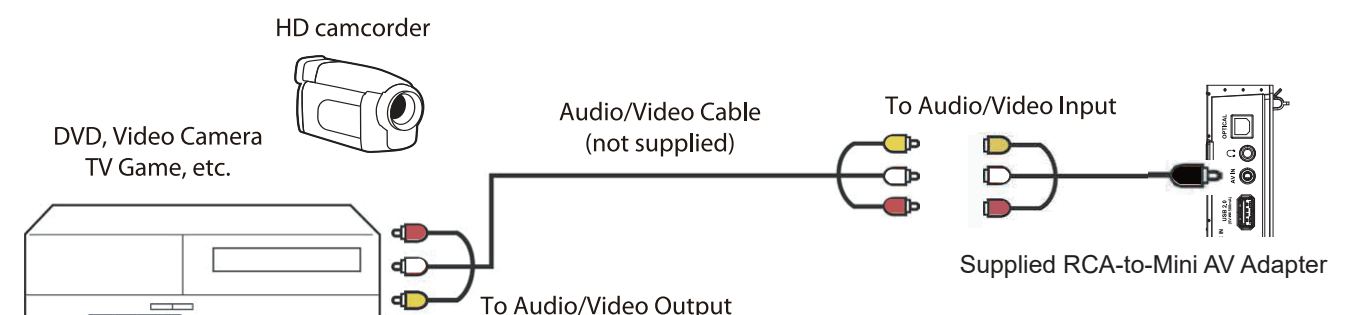 HD camcorder
DVD, Video Camera
TV Game, etc.
Audio/Video Cable
(not supplied)
To Audio/Video Input
OPTICAL
AV IN
USB 2.0
IN
Supplied RCA-to-Mini AV Adapter
To Audio/Video Output